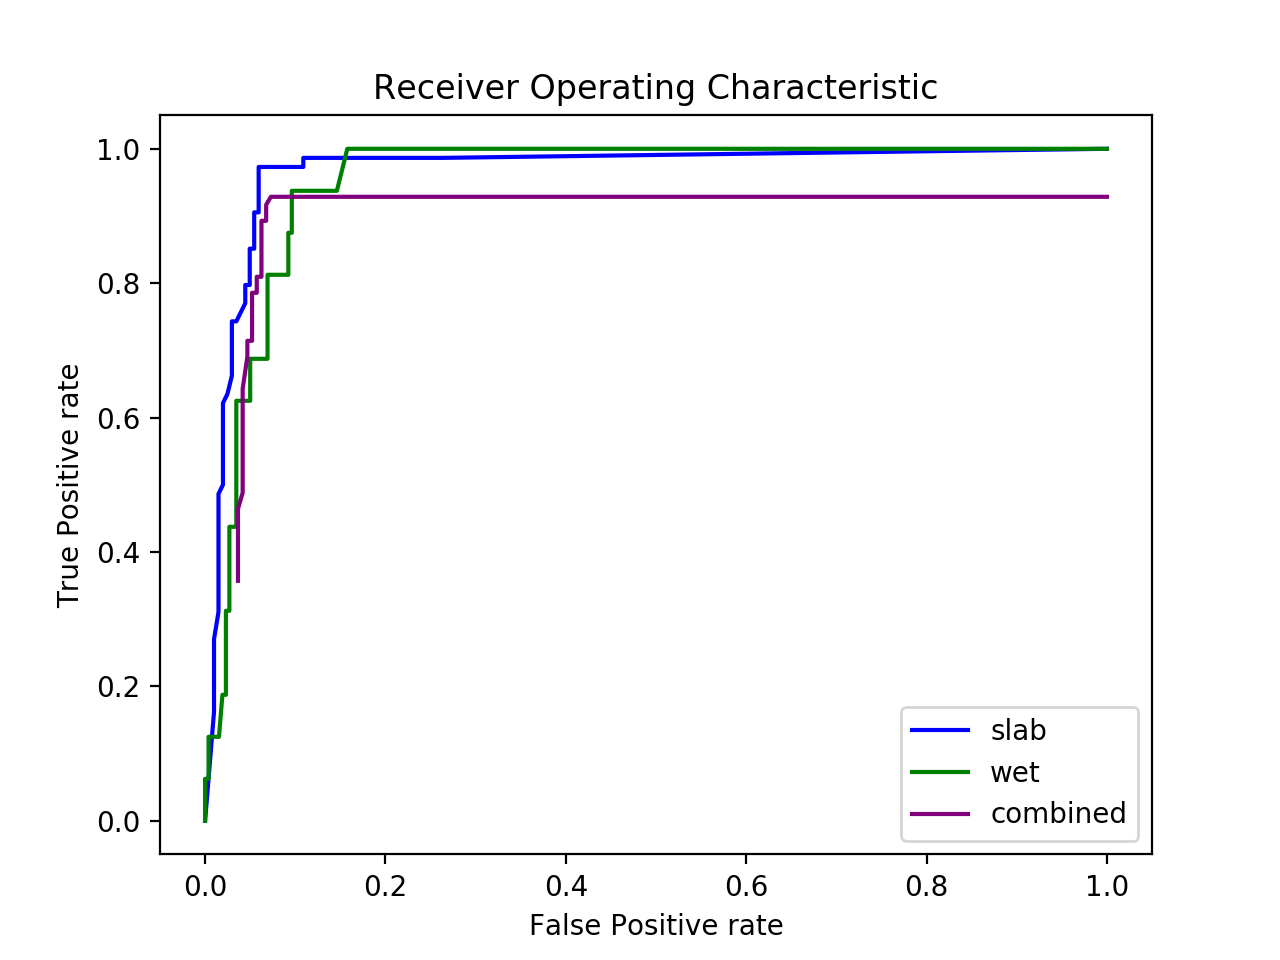 Receiver Operating Characteristic
1.0
0.8
0.6
0.4
0.2
0.0
True Positive rate
slab
wet
combined
0.0 0.2 0.4 0.6 0.8 1.0
False Positive rate